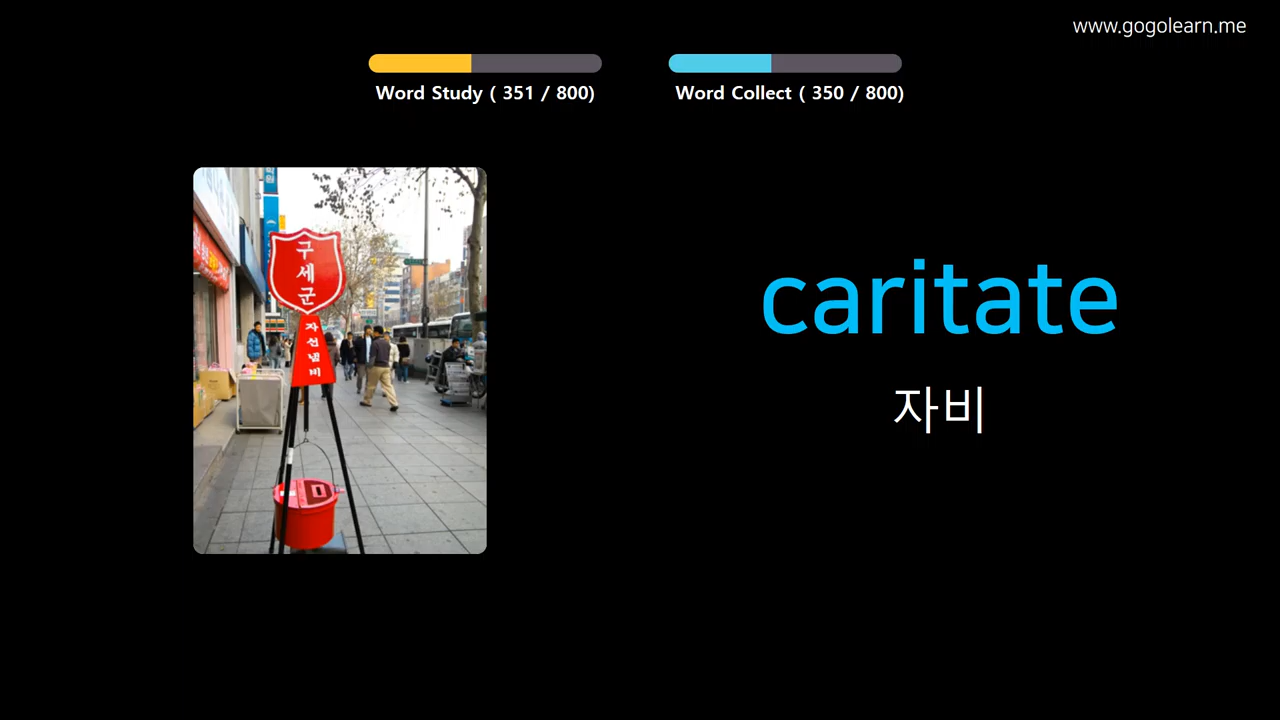 www.gogolearn.me
Word Study ( 351 / 800)
Word Collect ( 350 / 800)
구세군
자선냄비
caritate
자비